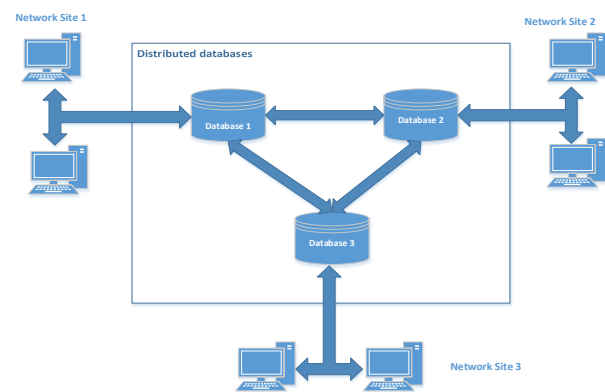 Network Site 1
Network Site 2
Distributed databases
Database 1
Database 2
Database 3
Network Site 3